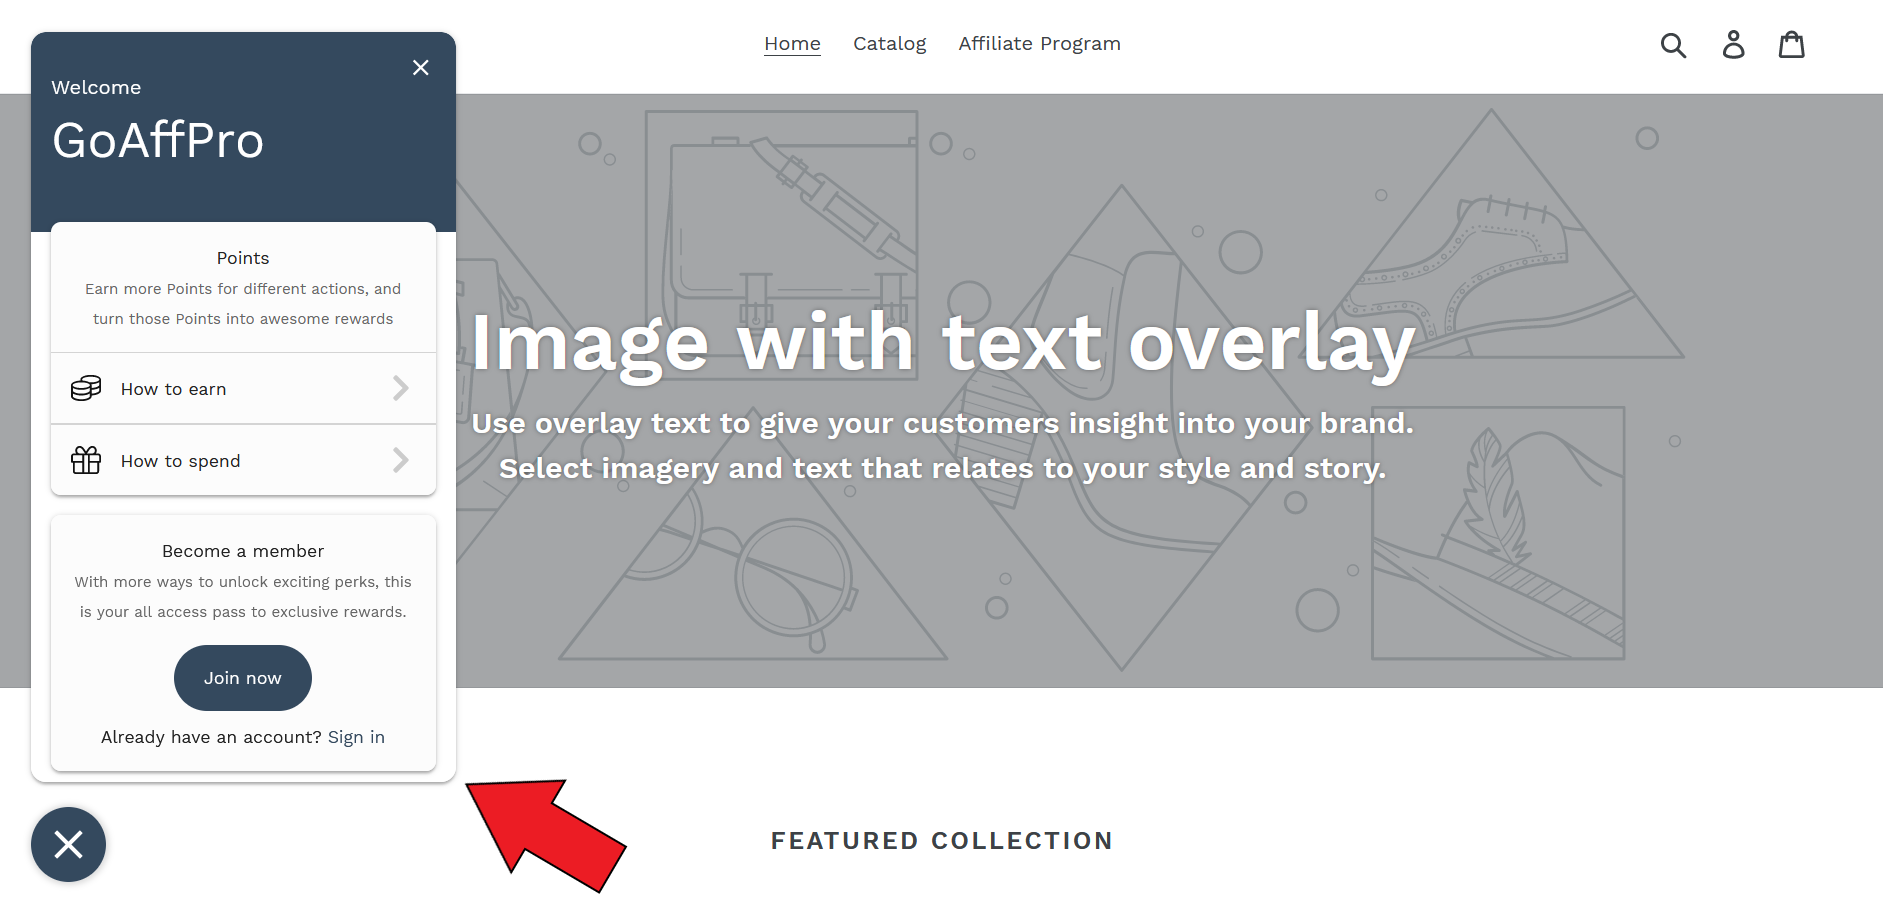 Home Catalog Affiliate Program
Welcome
GoAffPro
Points
Earn more Points for different actions, and
turn those Points into awesome rewards
How to earn
How to spend
Become a member
With more ways to unlock exciting perks, this
is your all access pass to exclusive rewards.
Join now
Already have an account? Sign in
Image with text overlay
Use overlay text to give your customers insight into your brand.
Select imagery and text that relates to your style and story.
FEATURED COLLECTION